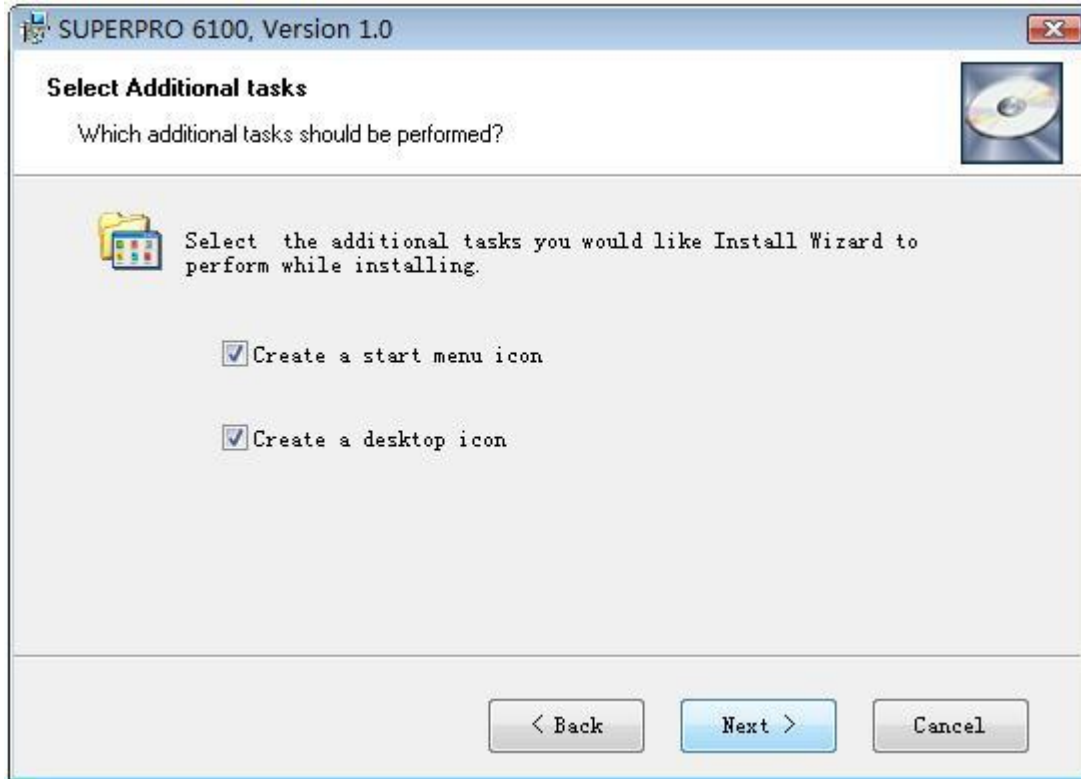 SUPERPRO 6100, Version 1.0
Select Additional tasks
Which additional tasks should be performed?
Select  the additional tasks you would like Install Wizard to
perform while installing.
Create a start menu icon
Create a desktop icon
< Back
Next >
Cancel